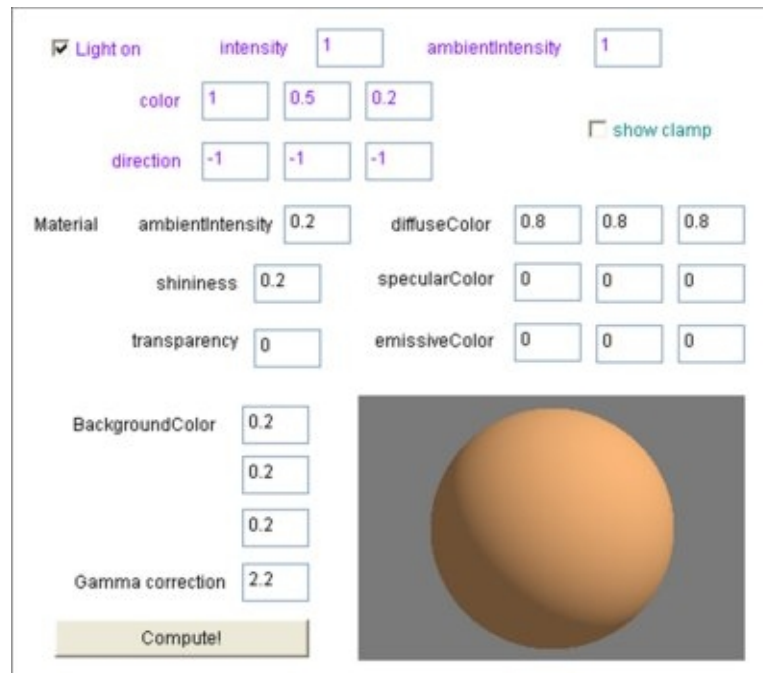 Light on intensity 1 ambientIntensity 1
color 1 0.5 0.2
show clamp
direction -1 -1 -1
Material ambientIntensity 0.2 diffuseColor 0.8 0.8 0.8
shininess 0.2 specularColor 0 0 0
transparency 0 emissiveColor 0 0 0
BackgroundColor 0.2
0.2
0.2
Gamma correction 2.2
Compute!